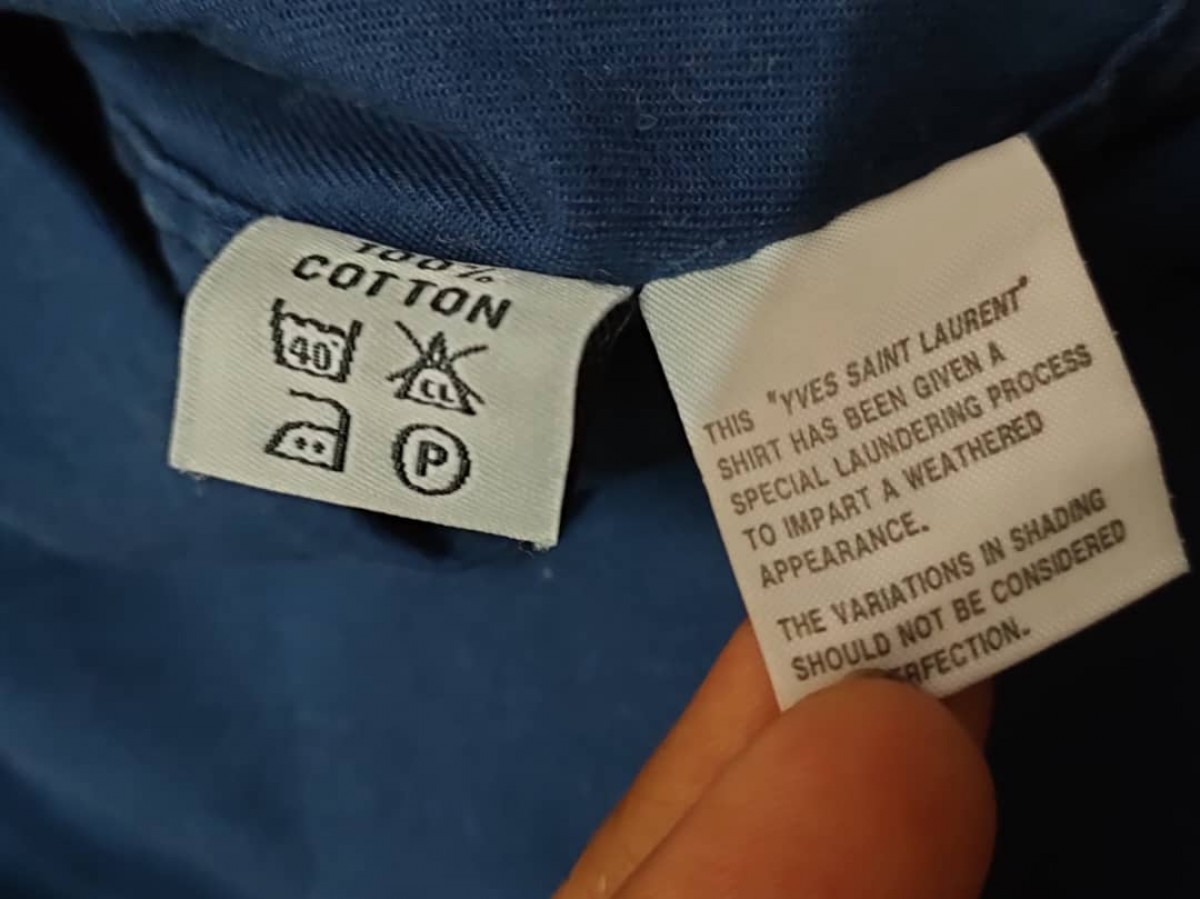 100%
COTTON
40°
CL
P
THIS "YVES SAINT LAURENT"
SHIRT HAS BEEN GIVEN A
SPECIAL LAUNDERING PROCESS
TO IMPART A WEATHERED
APPEARANCE.
THE VARIATIONS IN SHADING
SHOULD NOT BE CONSIDERED